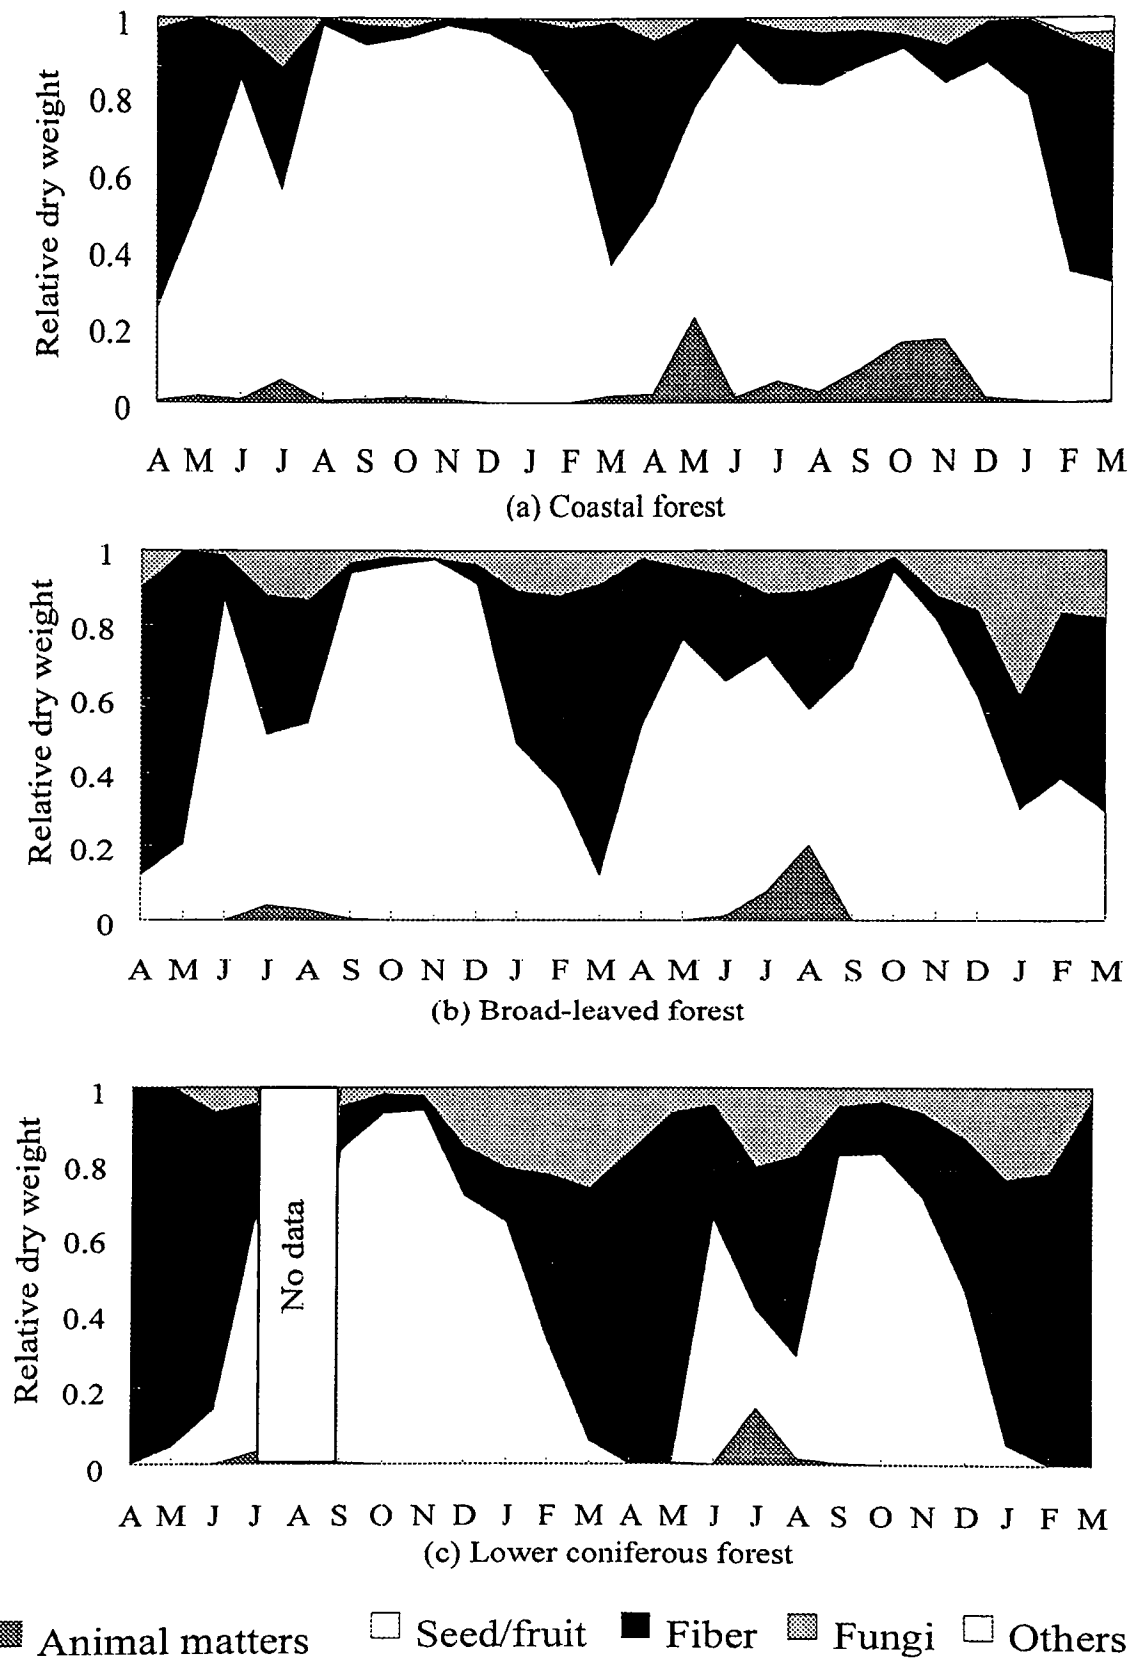 Relative dry weight
1
0.8
0.6
0.4
0.2
0
A M J J A S O N D J F M A M J J A S O N D J F M
(a) Coastal forest
Relative dry weight
1
0.8
0.6
0.4
0.2
0
A M J J A S O N D J F M A M J J A S O N D J F M
(b) Broad-leaved forest
Relative dry weight
1
0.8
0.6
0.4
0.2
0
No data
A M J J A S O N D J F M A M J J A S O N D J F M
(c) Lower coniferous forest
Animal matters Seed/fruit Fiber Fungi Others